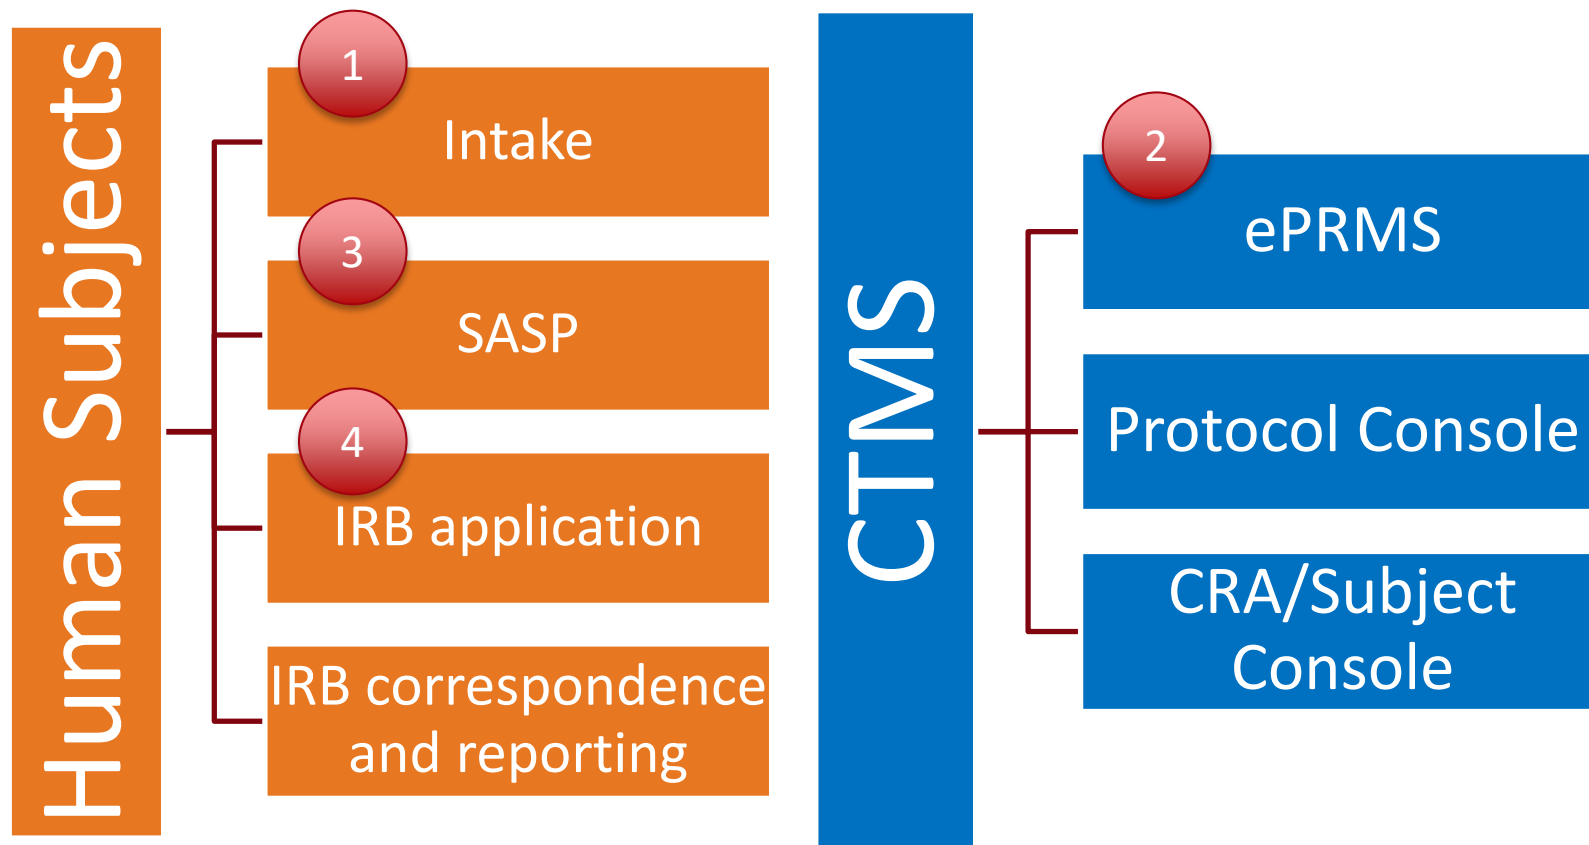 Human Subjects
1
Intake
3
SASP
4
IRB application
IRB correspondence
and reporting
CTMS
2
ePRMS
Protocol Console
CRA/Subject
Console